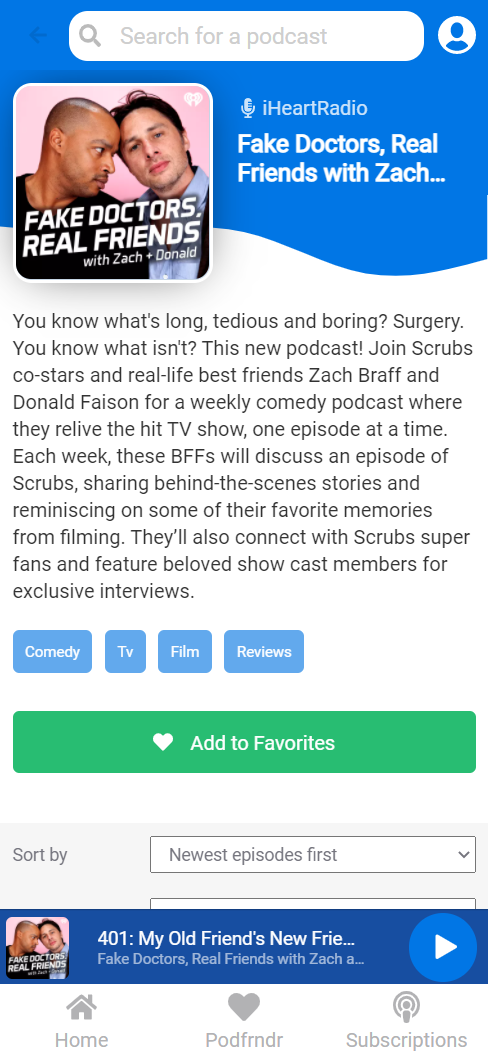 Search for a podcast
iHeartRadio
Fake Doctors, Real
Friends with Zach...
FAKE DOCTORS,
REAL FRIENDS
with Zach + Donald
You know what's long, tedious and boring? Surgery.
You know what isn't? This new podcast! Join Scrubs
co-stars and real-life best friends Zach Braff and
Donald Faison for a weekly comedy podcast where
they relive the hit TV show, one episode at a time.
Each week, these BFFs will discuss an episode of
Scrubs, sharing behind-the-scenes stories and
reminiscing on some of their favorite memories
from filming. They’ll also connect with Scrubs super
fans and feature beloved show cast members for
exclusive interviews.
Comedy Tv Film Reviews
Add to Favorites
Sort by Newest episodes first
FAKE DOCTORS,
REAL FRIENDS
with Zach + Donald
401: My Old Friend's New Frie...
Fake Doctors, Real Friends with Zach a...
Home Podfrndr Subscriptions